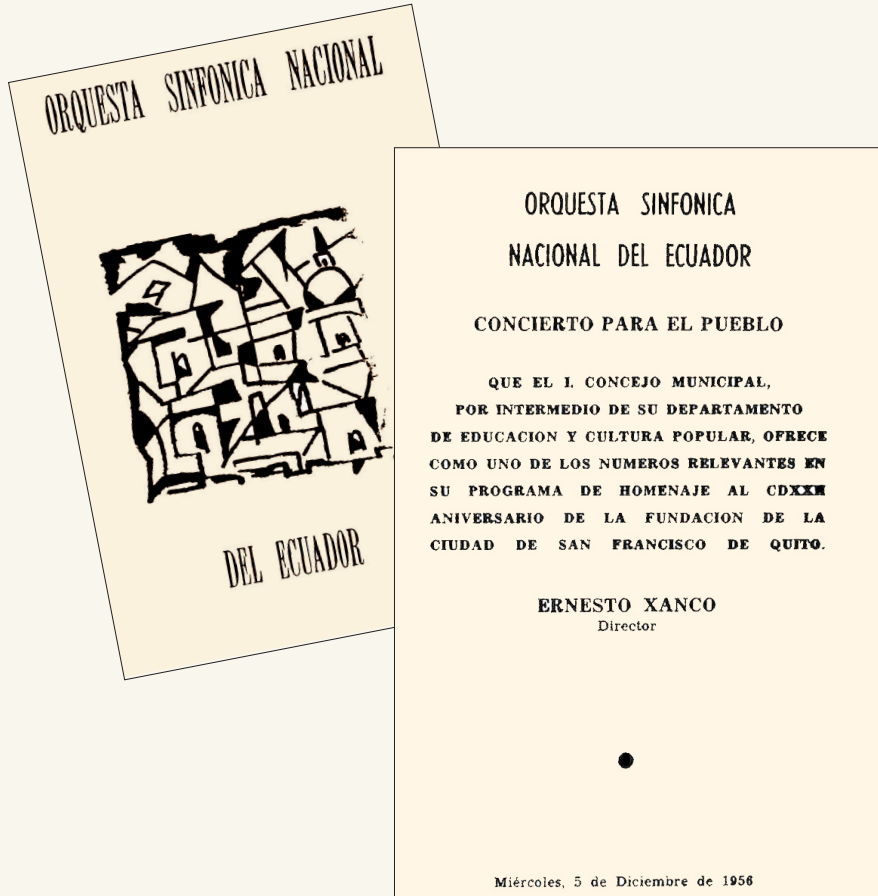 ORQUESTA SINFONICA NACIONAL
DEL ECUADOR
ORQUESTA SINFONICA
NACIONAL DEL ECUADOR
CONCIERTO PARA EL PUEBLO
QUE EL I. CONCEJO MUNICIPAL,
POR INTERMEDIO DE SU DEPARTAMENTO
DE EDUCACION Y CULTURA POPULAR, OFRECE
COMO UNO DE LOS NUMEROS RELEVANTES EN
SU PROGRAMA DE HOMENAJE AL
ANIVERSARIO DE LA FUNDACION DE LA
CIUDAD DE SAN FRANCISCO DE QUITO.
ERNESTO XANCO
Director
Miércoles, 5 de Diciembre de 1956